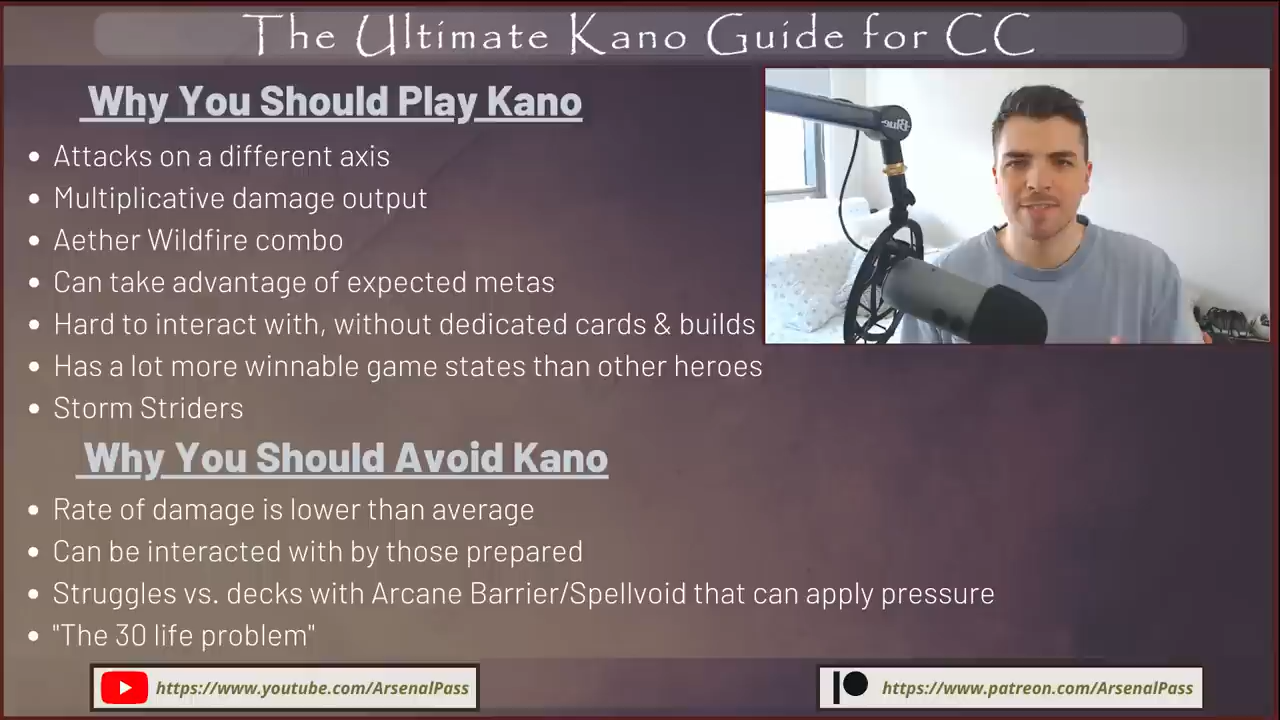 The Ultimate Kano Guide for CC
Why You Should Play Kano
• Attacks on a different axis
• Multiplicative damage output
• Aether Wildfire combo
• Can take advantage of expected metas
• Hard to interact with, without dedicated cards & builds
• Has a lot more winnable game states than other heroes
• Storm Striders
Blue
Why You Should Avoid Kano
• Rate of damage is lower than average
• Can be interacted with by those prepared
• Struggles vs. decks with Arcane Barrier/Spellvoid that can apply pressure
• "The 30 life problem"
https://www.youtube.com/ArsenalPass
https://www.patreon.com/ArsenalPass